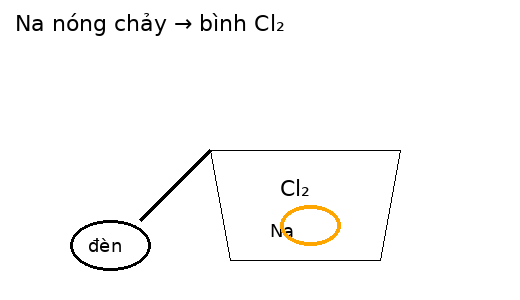 Na nóng chảy → bình Cl₂
Cl₂
Na
đèn